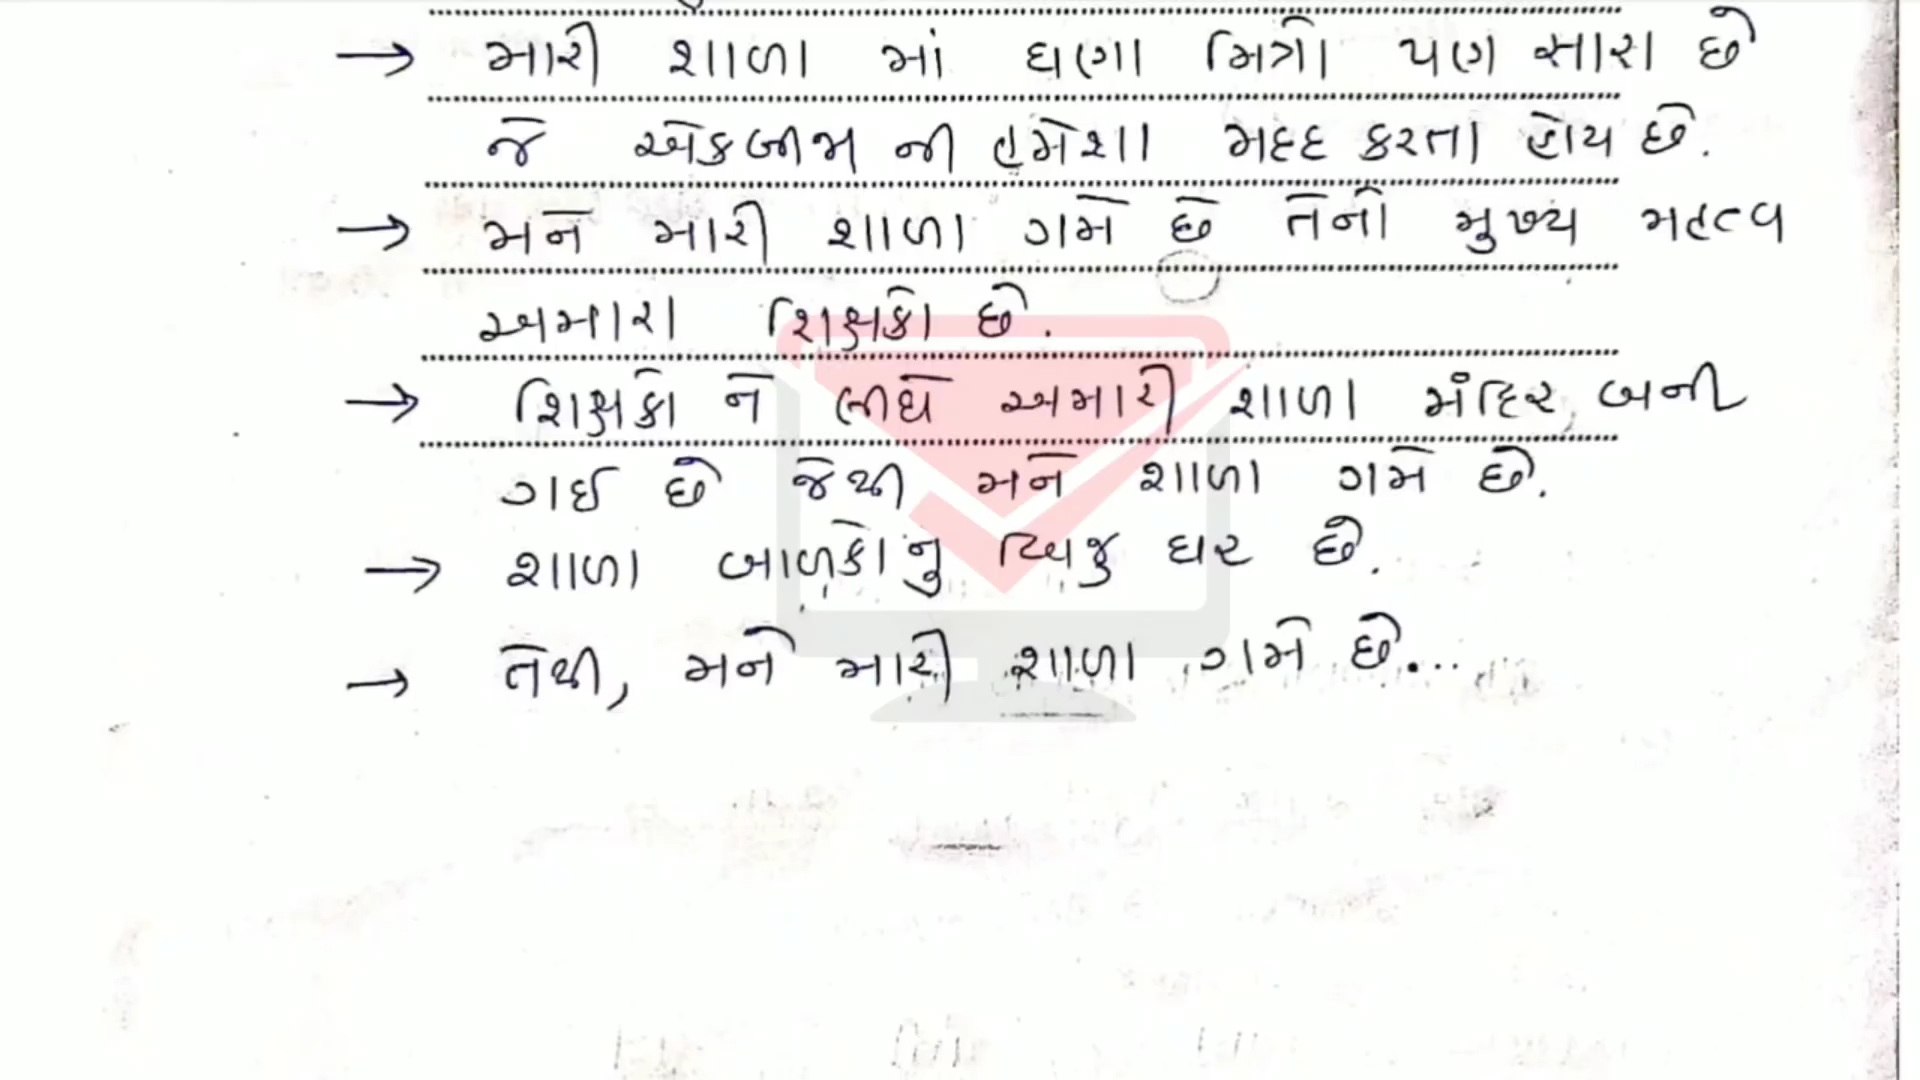 → મારી શાળા માં ઘણા મિત્રો પણ સારા છે
જે એકબીજા ની હંમેશા મદદ કરતા હોય છે.
→ મને મારી શાળા ગમે છે તેનો મુખ્ય મહત્વ
અમારા શિક્ષકો છે.
→ શિક્ષકો ને લીધે અમારી શાળા મંદિર બની
ગઈ છે જેથી મને શાળા ગમે છે.
→ શાળા બાળકોનુ ઘર છે.
→ તેથી, મને મારી શાળા ગમે છે...